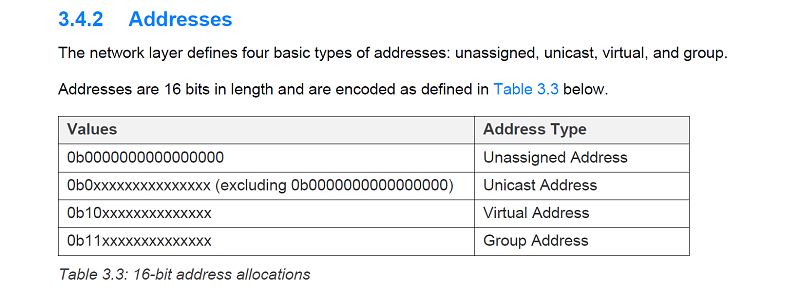 3.4.2 Addresses
The network layer defines four basic types of addresses: unassigned, unicast, virtual, and group.
Addresses are 16 bits in length and are encoded as defined in Table 3.3 below.
Values Address Type
0b0000000000000000 Unassigned Address
0b0xxxxxxxxxxxxxxx (excluding 0b0000000000000000) Unicast Address
0b10xxxxxxxxxxxxxx Virtual Address
0b11xxxxxxxxxxxxxx Group Address
Table 3.3: 16-bit address allocations